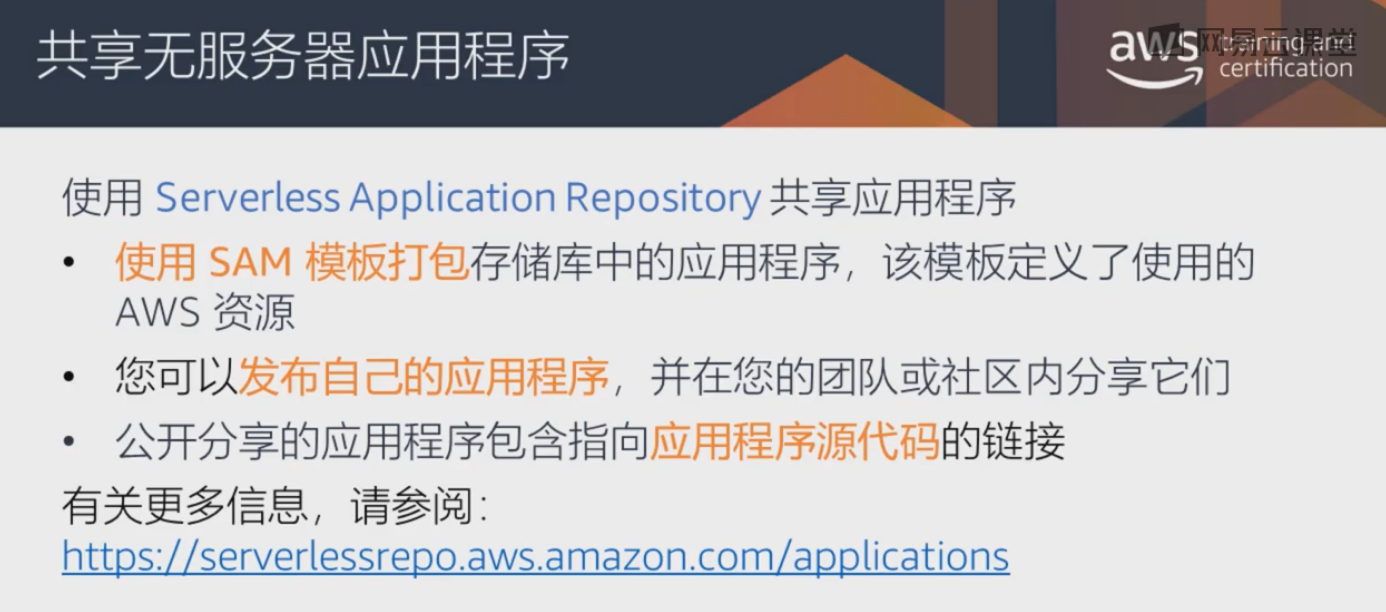 共享无服务器应用程序
aws training and
certification
网易云课堂
使用 Serverless Application Repository 共享应用程序
• 使用 SAM 模板打包存储库中的应用程序，该模板定义了使用的
AWS 资源
• 您可以发布自己的应用程序，并在您的团队或社区内分享它们
• 公开分享的应用程序包含指向应用程序源代码的链接
有关更多信息，请参阅：
https://serverlessrepo.aws.amazon.com/applications